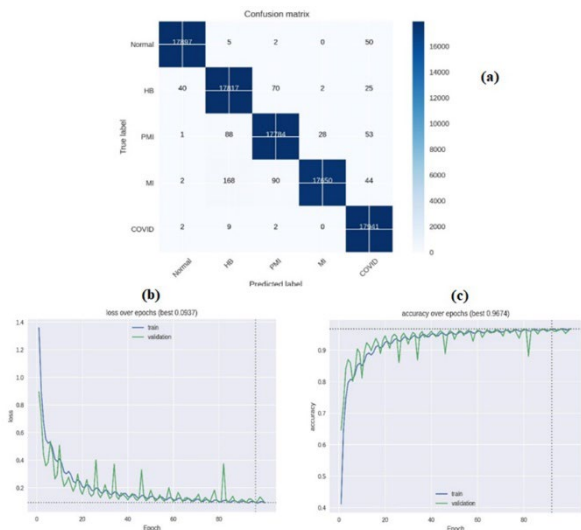 Confusion matrix
Normal 17897 5 2 0 50
HB 40 17817 70 2 25
PMI 1 88 17784 28 53
MI 2 168 90 17650 44
COVID 2 9 2 0 17941
True label
Normal HB PMI MI COVID
Predicted label
16000
14000
12000
10000
8000
6000
4000
2000
0
(a)
(b)
loss over epochs (best 0.0937)
train
validation
loss
1.4
1.2
1.0
0.8
0.6
0.4
0.2
0 20 40 60 80
Epoch
(c)
accuracy over epochs (best 0.9674)
accuracy
0.9
0.8
0.7
0.6
0.5
0.4
train
validation
0 20 40 60 80
Epoch